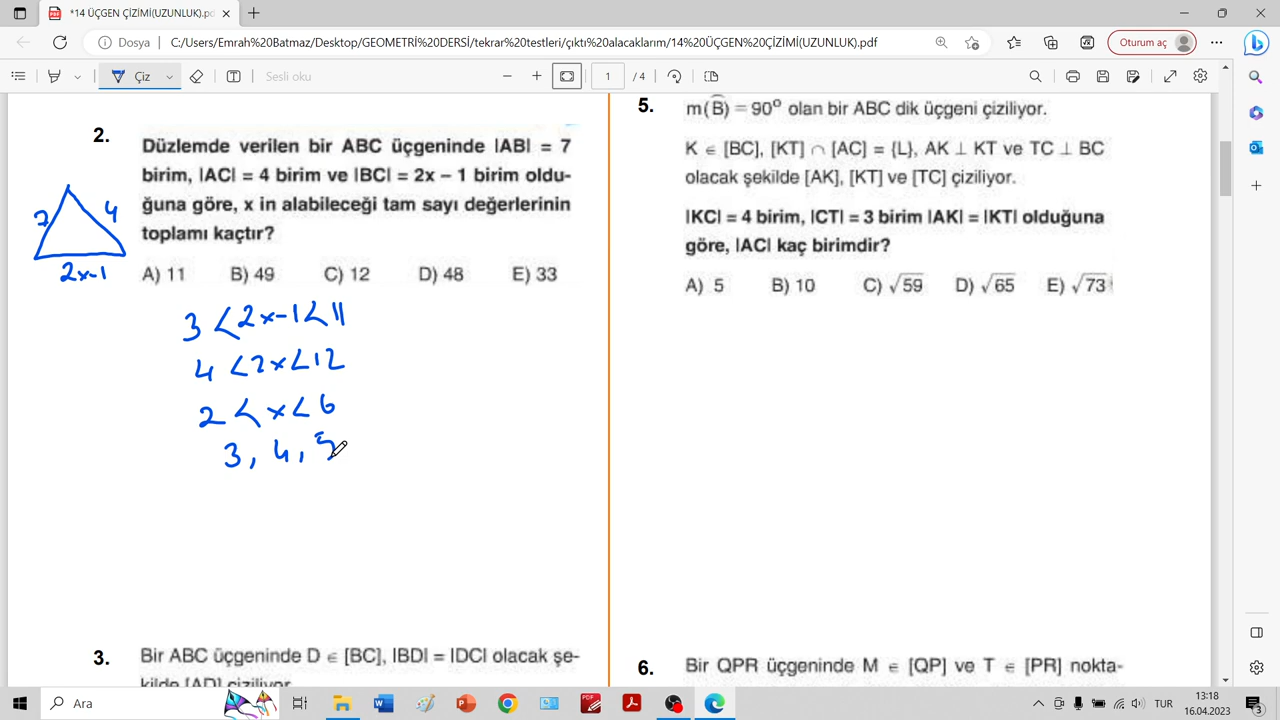 *14 ÜÇGEN ÇİZİMİ(UZUNLUK).pd
Dosya
C:/Users/Emrah%20Batmaz/Desktop/GEOMETRİ%20DERSİ/tekrar%20testleri/çıktı%20alacaklarım/14%20ÜÇGEN%20ÇİZİMİ(UZUNLUK).pdf
Oturum aç
Çiz
Sesli oku
1
/ 4
2.
Düzlemde verilen bir ABC üçgeninde |AB| = 7
birim, |AC| = 4 birim ve |BC| = 2x – 1 birim oldu-
ğuna göre, x in alabileceği tam sayı değerlerinin
toplamı kaçtır?
A) 11 B) 49 C) 12 D) 48 E) 33
7
4
2x-1
3 < 2x-1 < 11
4 < 2x < 12
2 < x < 6
3, 4, 5
3.
Bir ABC üçgeninde D ∈ [BC], |BD| = |DC| olacak şe-
kilde [AD] çiziliyor.
5.
m(B) = 90° olan bir ABC dik üçgeni çiziliyor.
K ∈ [BC], [KT] ∩ [AC] = {L}, AK ⊥ KT ve TC ⊥ BC
olacak şekilde [AK], [KT] ve [TC] çiziliyor.
|KC| = 4 birim, |CT| = 3 birim |AK| = |KT| olduğuna
göre, |AC| kaç birimdir?
A) 5 B) 10 C) √59 D) √65 E) √73
6.
Bir QPR üçgeninde M ∈ [QP] ve T ∈ [PR] nokta-
Ara
TUR
13:18
16.04.2023
3